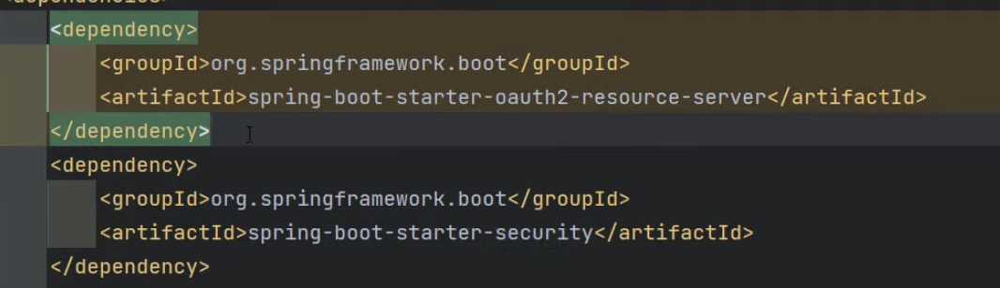 <dependencies>
<dependency>
<groupId>org.springframework.boot</groupId>
<artifactId>spring-boot-starter-oauth2-resource-server</artifactId>
</dependency>
<dependency>
<groupId>org.springframework.boot</groupId>
<artifactId>spring-boot-starter-security</artifactId>
</dependency>